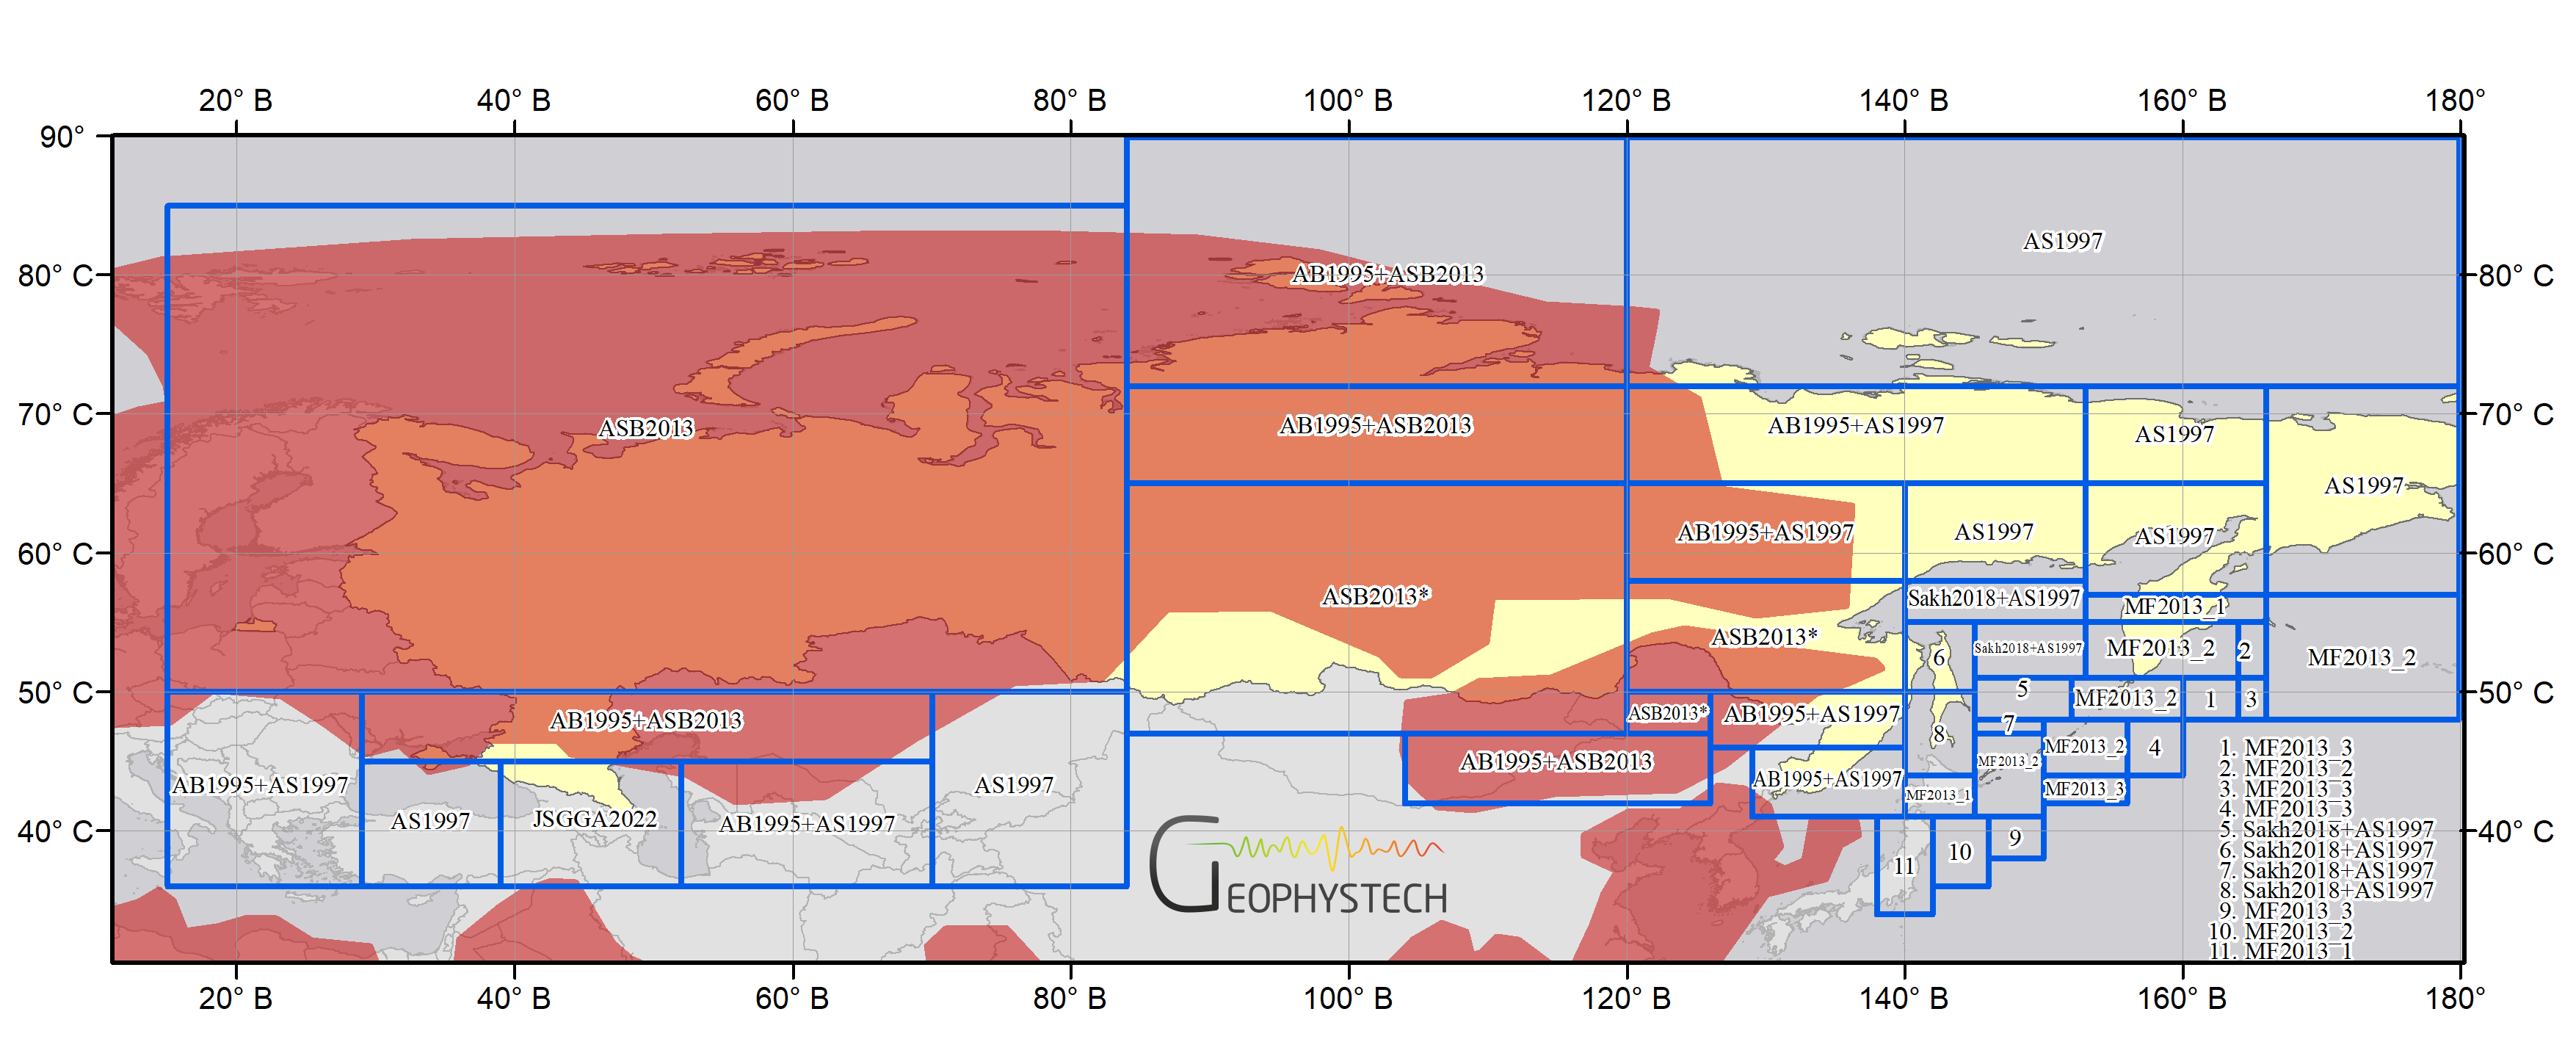 20° В 40° В 60° В 80° В 100° В 120° В 140° В 160° В 180°
90°
AS1997
80° С AB1995+ASB2013 80° С
70° С ASB2013 AB1995+ASB2013 AB1995+AS1997 AS1997 70° С
AS1997
60° С AB1995+AS1997 AS1997 AS1997 60° С
ASB2013* Sakh2018+AS1997 MF2013_1
ASB2013* 6 Sakh2018+AS1997 MF2013_2 2 MF2013_2
50° С 5 MF2013_2 1 3 50° С
AB1995+ASB2013 ASB2013* AB1995+AS1997 7
8 MF2013_2 4 1. MF2013_3
AB1995+ASB2013 MF2013_2 2. MF2013_2
AB1995+AS1997 AS1997 AB1995+AS1997 MF2013_1 MF2013_3 3. MF2013_3
4. MF2013_3
40° С AS1997 JSGGA2022 AB1995+AS1997 5. Sakh2018+AS1997 40° С
11 10 9 6. Sakh2018+AS1997
7. Sakh2018+AS1997
GEOPHYSTECH 8. Sakh2018+AS1997
9. MF2013_3
10. MF2013_2
11. MF2013_1
20° В 40° В 60° В 80° В 100° В 120° В 140° В 160° В 180°